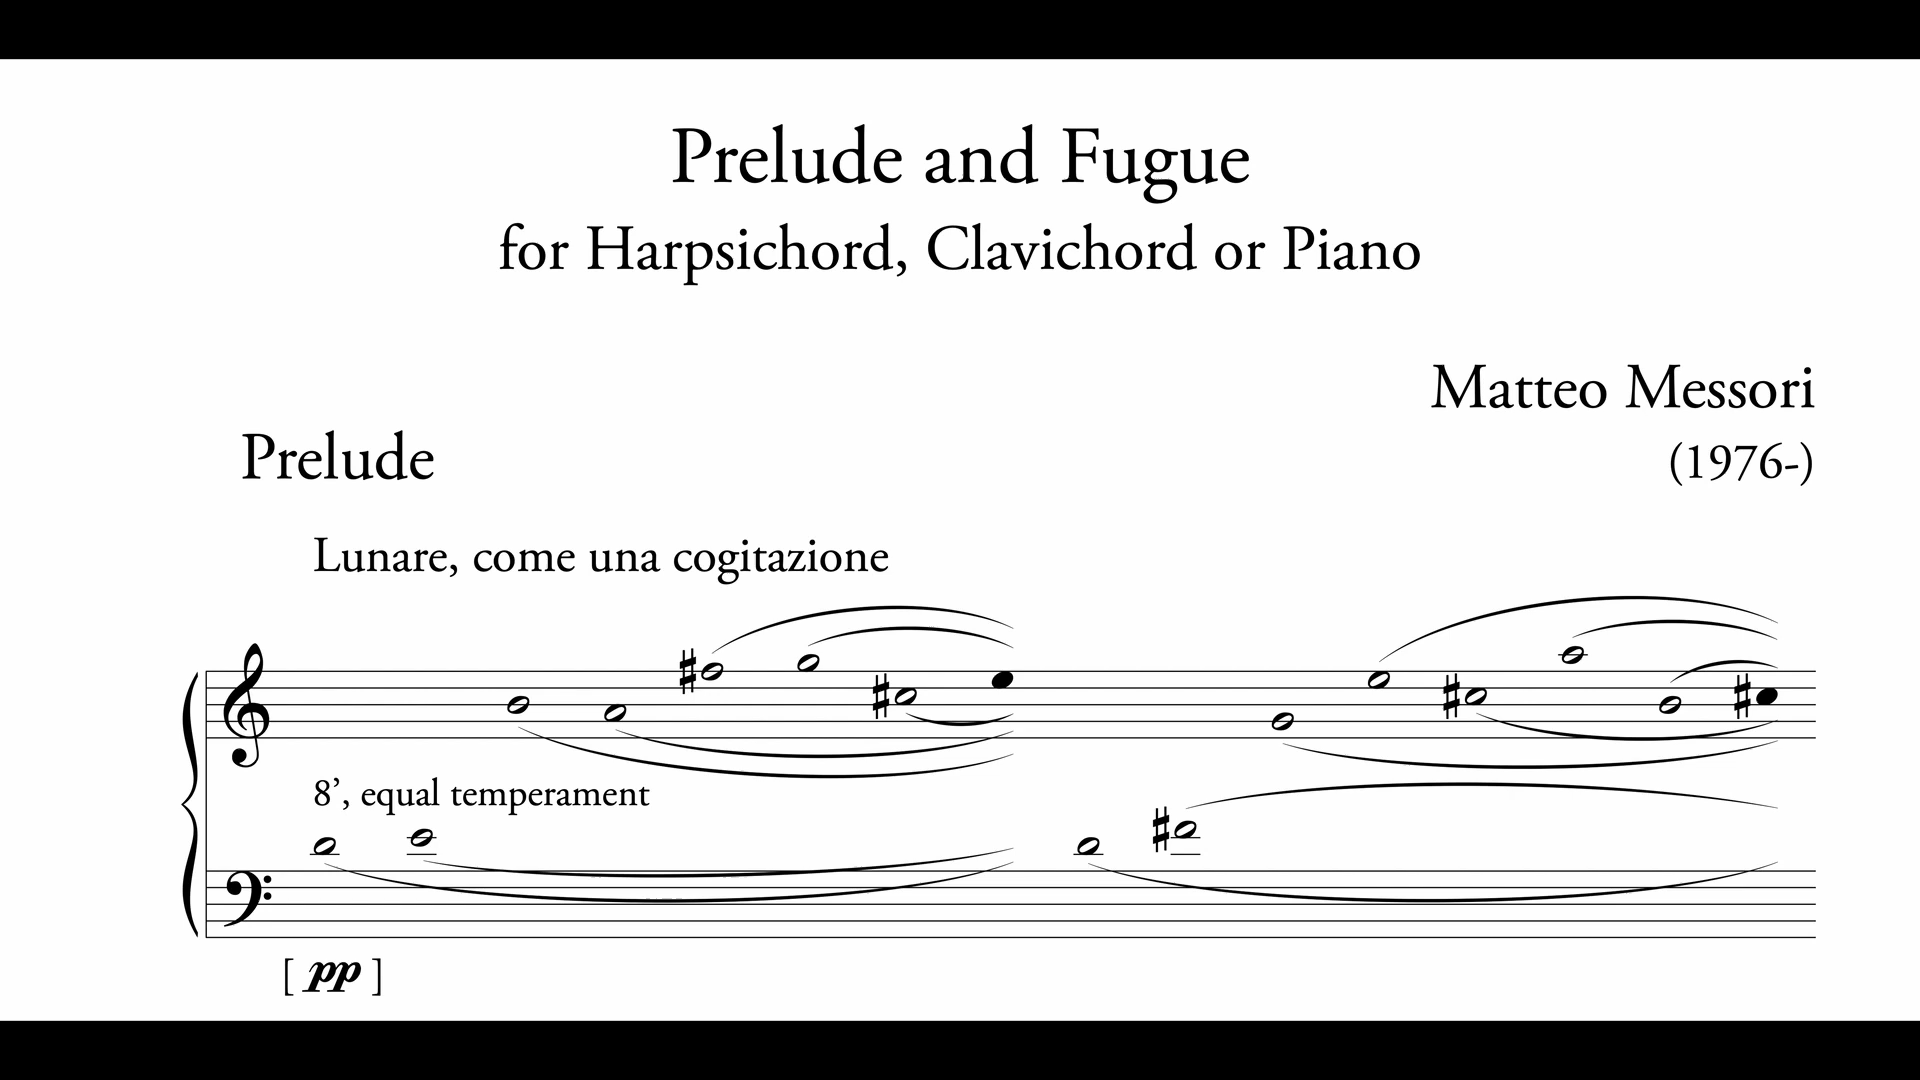 Prelude and Fugue
for Harpsichord, Clavichord or Piano
Matteo Messori
(1976-)
Prelude
Lunare, come una cogitazione
8’, equal temperament
[ pp ]